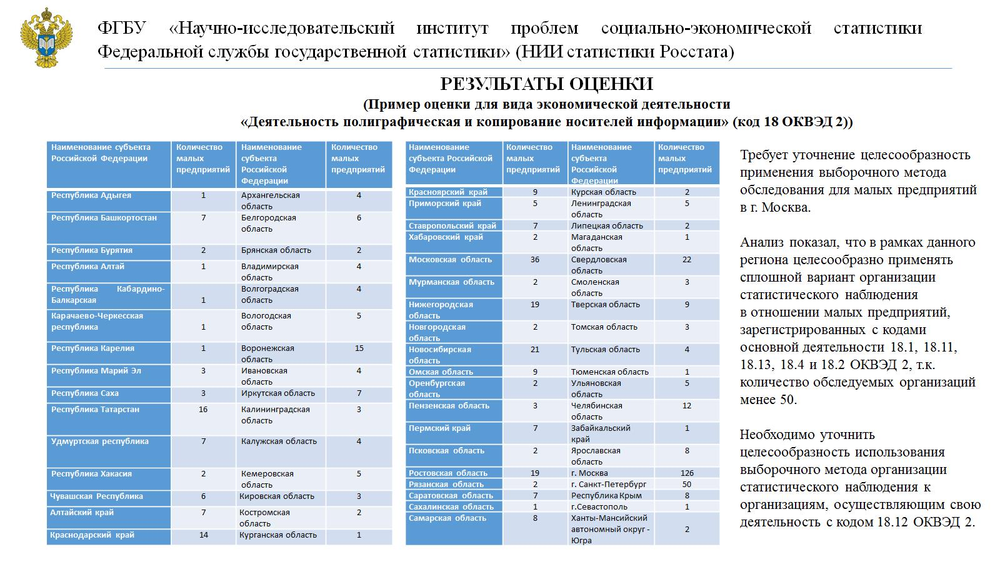 ФГБУ «Научно-исследовательский институт проблем социально-экономической статистики
Федеральной службы государственной статистики» (НИИ статистики Росстата)
РЕЗУЛЬТАТЫ ОЦЕНКИ
(Пример оценки для вида экономической деятельности
«Деятельность полиграфическая и копирование носителей информации» (код 18 ОКВЭД 2))
Наименование субъекта Российской Федерации Количество малых предприятий Наименование субъекта Российской Федерации Количество малых предприятий
Республика Адыгея 1 Архангельская область 4
Республика Башкортостан 7 Белгородская область 6
Республика Бурятия 2 Брянская область 2
Республика Алтай 1 Владимирская область 4
Республика Кабардино-Балкарская 1 Волгоградская область 4
Карачаево-Черкесская республика 1 Вологодская область 5
Республика Карелия 1 Воронежская область 15
Республика Марий Эл 3 Ивановская область 4
Республика Саха 3 Иркутская область 7
Республика Татарстан 16 Калининградская область 3
Удмуртская республика 7 Калужская область 4
Республика Хакасия 2 Кемеровская область 5
Чувашская Республика 6 Кировская область 3
Алтайский край 7 Костромская область 2
Краснодарский край 14 Курганская область 1
Наименование субъекта Российской Федерации Количество малых предприятий Наименование субъекта Российской Федерации Количество малых предприятий
Красноярский край 9 Курская область 2
Приморский край 5 Ленинградская область 5
Ставропольский край 7 Липецкая область 2
Хабаровский край 2 Магаданская область 1
Московская область 36 Свердловская область 22
Мурманская область 2 Смоленская область 3
Нижегородская область 19 Тверская область 9
Новгородская область 2 Томская область 3
Новосибирская область 21 Тульская область 4
Омская область 9 Тюменская область 1
Оренбургская область 2 Ульяновская область 5
Пензенская область 3 Челябинская область 12
Пермский край 7 Забайкальский край 1
Псковская область 2 Ярославская область 8
Ростовская область 19 г. Москва 126
Рязанская область 2 г. Санкт-Петербург 50
Саратовская область 7 Республика Крым 8
Сахалинская область 1 г.Севастополь 1
Самарская область 8 Ханты-Мансийский автономный округ - Югра 2
Требует уточнение целесообразность
применения выборочного метода
обследования для малых предприятий
в г. Москва.
Анализ показал, что в рамках данного
региона целесообразно применять
сплошной вариант организации
статистического наблюдения
в отношении малых предприятий,
зарегистрированных с кодами
основной деятельности 18.1, 18.11,
18.13, 18.4 и 18.2 ОКВЭД 2, т.к.
количество обследуемых организаций
менее 50.
Необходимо уточнить
целесообразность использования
выборочного метода организации
статистического наблюдения к
организациям, осуществляющим свою
деятельность с кодом 18.12 ОКВЭД 2.